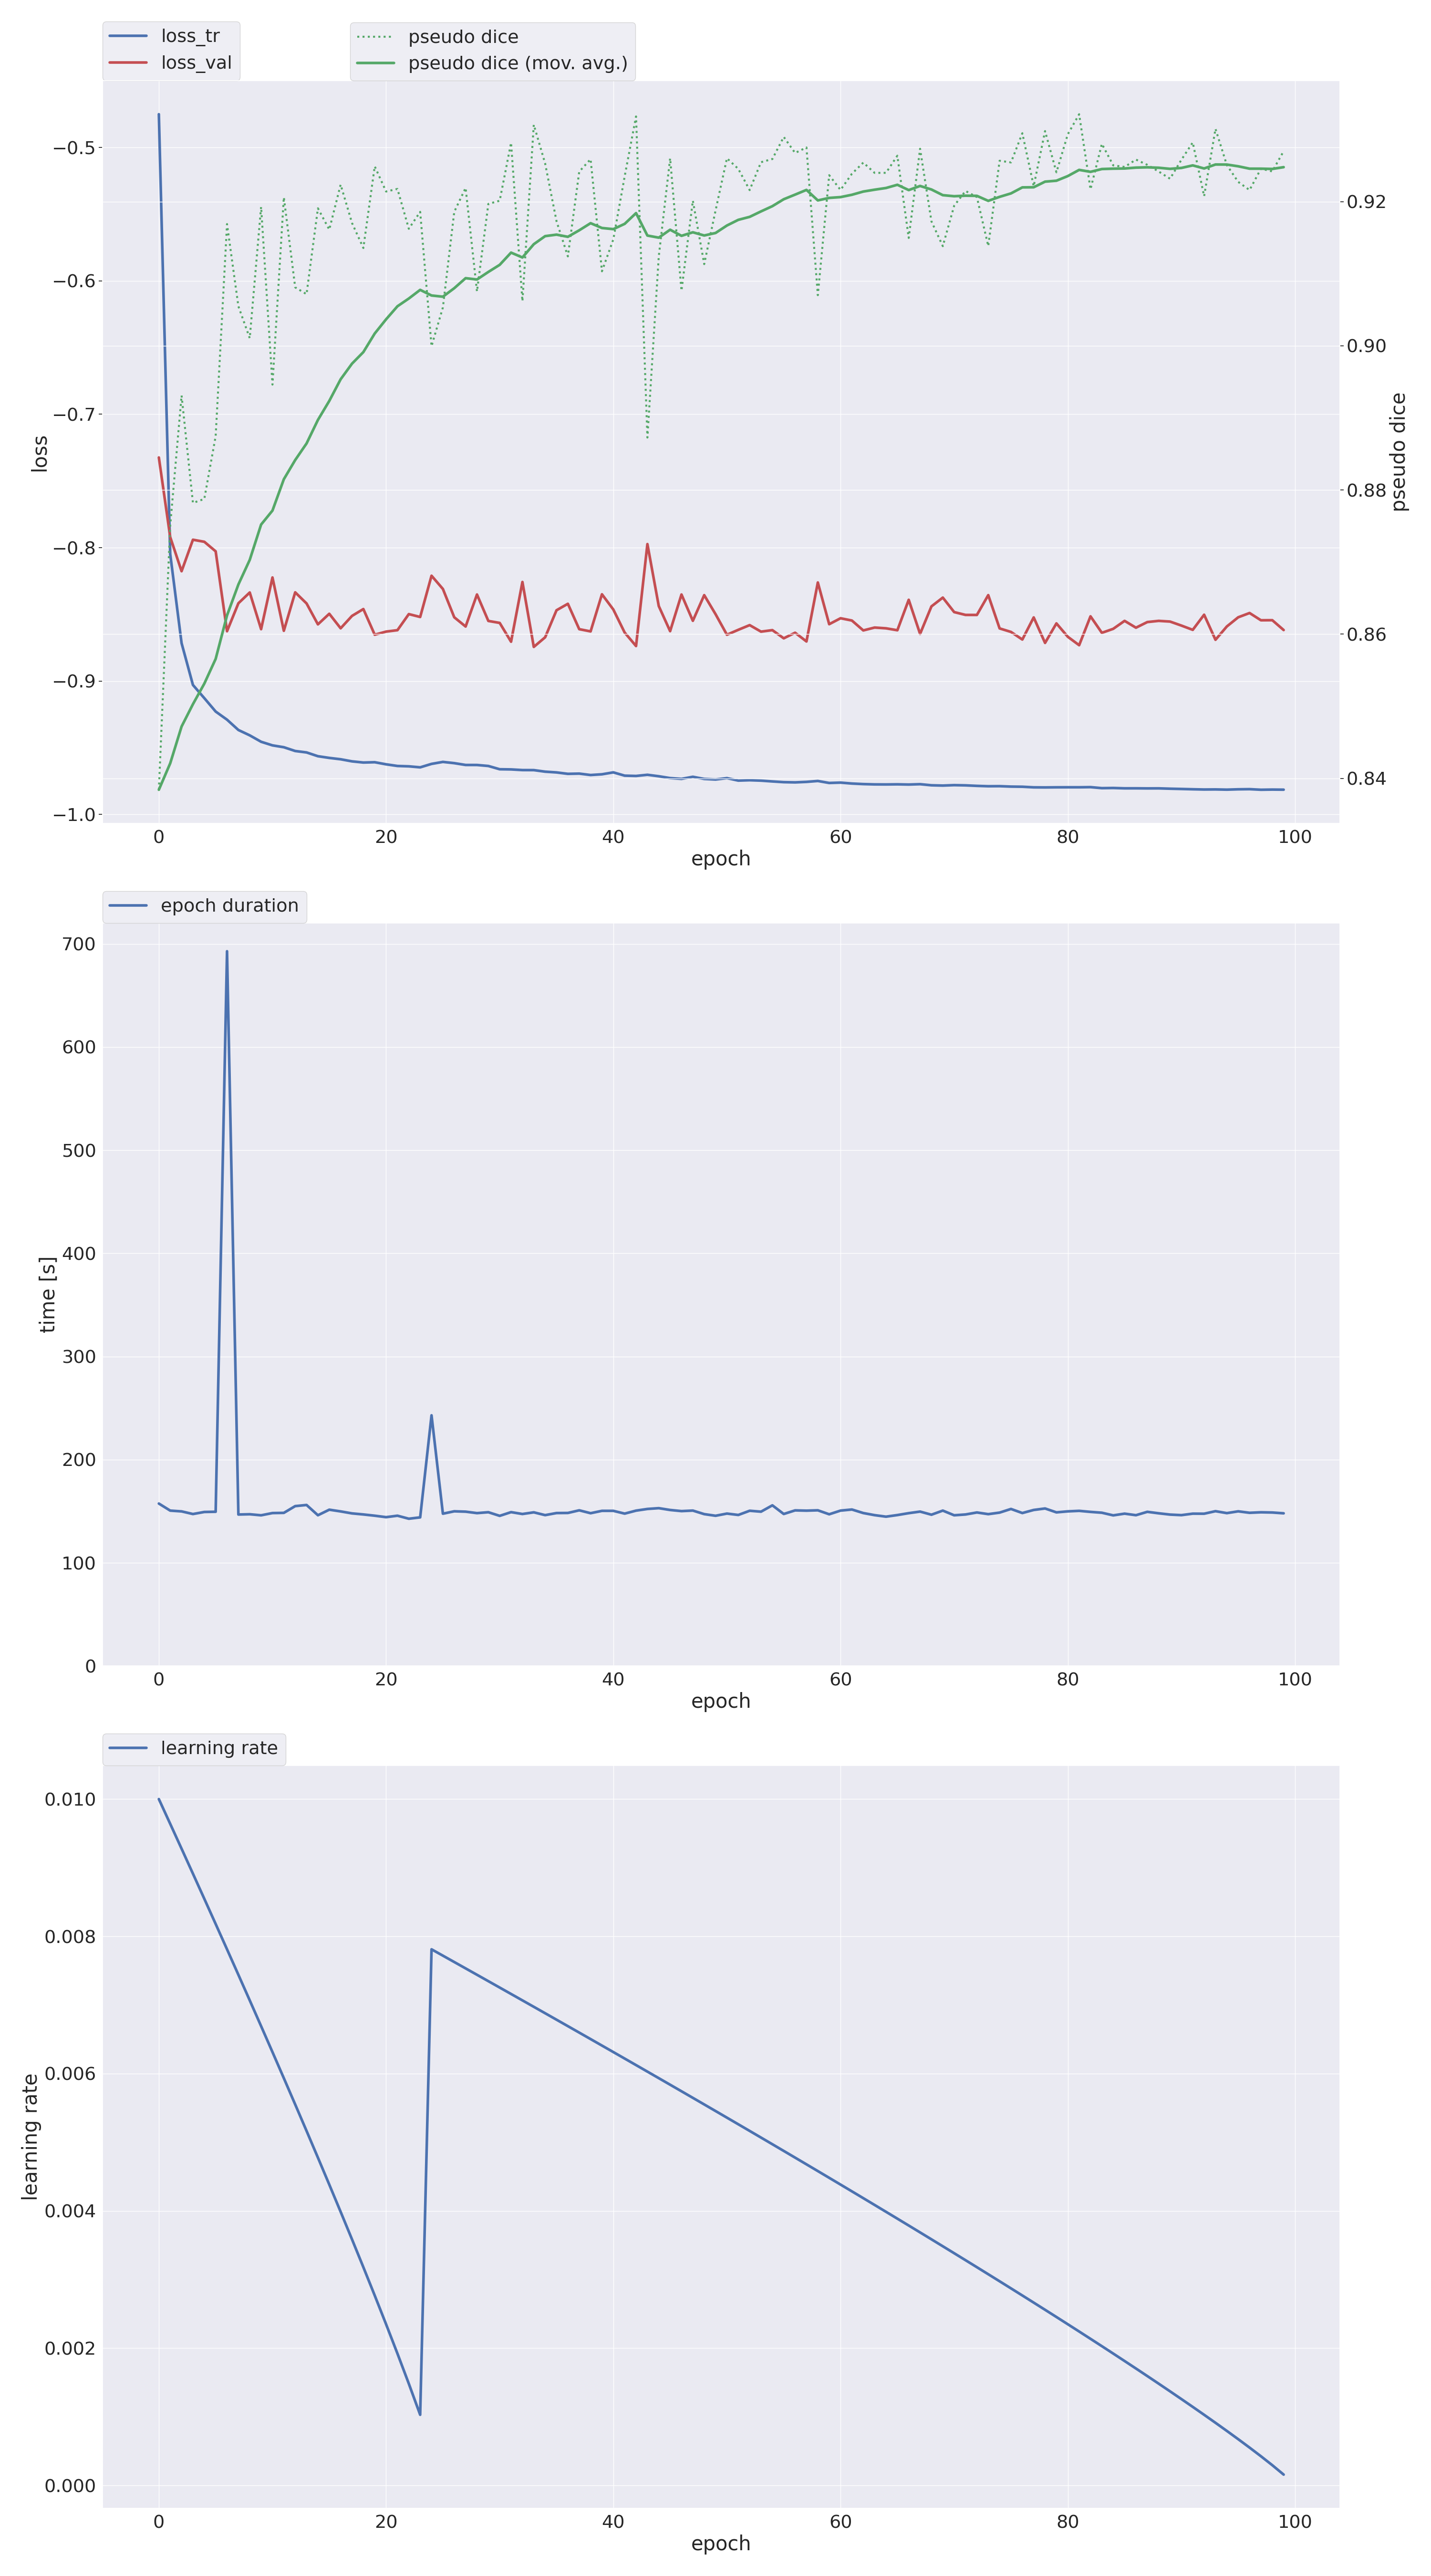 loss_tr
loss_val
pseudo dice
pseudo dice (mov. avg.)
−0.5
−0.6
−0.7
−0.8
−0.9
−1.0
loss
0.92
0.90
0.88
0.86
0.84
pseudo dice
0 20 40 60 80 100
epoch
epoch duration
700
600
500
400
300
200
100
0
time [s]
0 20 40 60 80 100
epoch
learning rate
0.010
0.008
0.006
0.004
0.002
0.000
learning rate
0 20 40 60 80 100
epoch